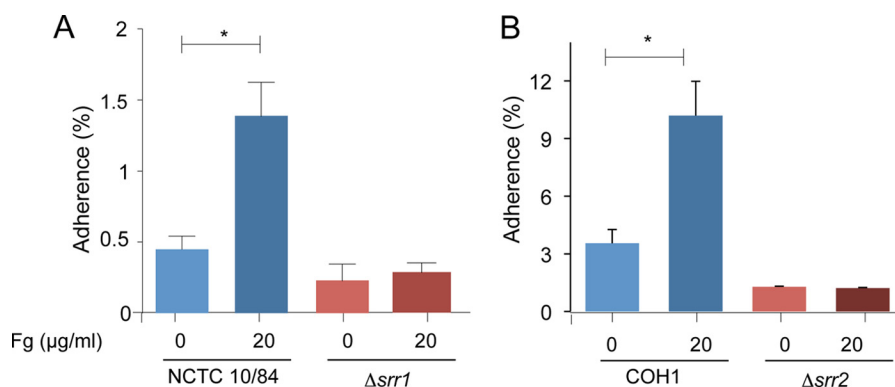 A
B
*
*
2
1.5
1
0.5
0
Adherence (%)
12
9
6
3
0
Adherence (%)
Fg (µg/ml) 0 20 0 20
0 20 0 20
NCTC 10/84 Δsrr1
COH1 Δsrr2